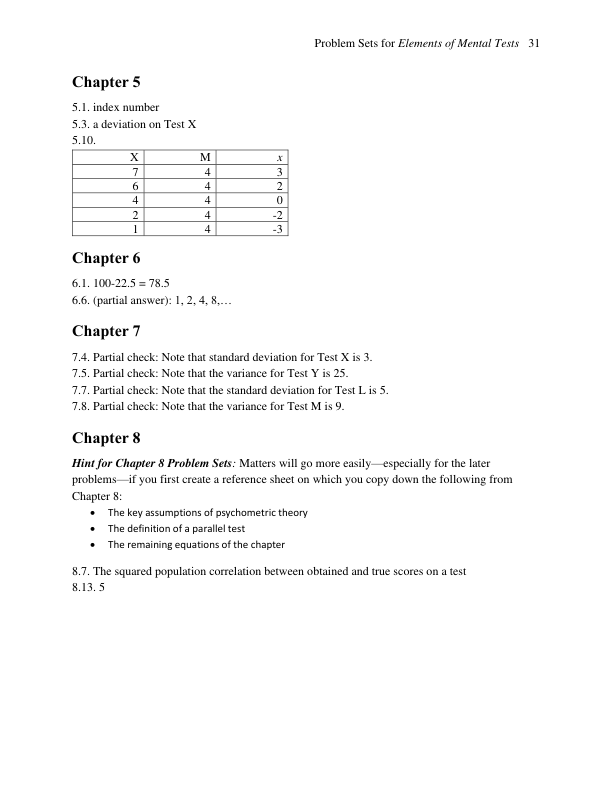 Problem Sets for Elements of Mental Tests 31
Chapter 5
5.1. index number
5.3. a deviation on Test X
5.10.
X M x
7 4 3
6 4 2
4 4 0
2 4 -2
1 4 -3
Chapter 6
6.1. 100-22.5 = 78.5
6.6. (partial answer): 1, 2, 4, 8,…
Chapter 7
7.4. Partial check: Note that standard deviation for Test X is 3.
7.5. Partial check: Note that the variance for Test Y is 25.
7.7. Partial check: Note that the standard deviation for Test L is 5.
7.8. Partial check: Note that the variance for Test M is 9.
Chapter 8
Hint for Chapter 8 Problem Sets: Matters will go more easily—especially for the later
problems—if you first create a reference sheet on which you copy down the following from
Chapter 8:
• The key assumptions of psychometric theory
• The definition of a parallel test
• The remaining equations of the chapter
8.7. The squared population correlation between obtained and true scores on a test
8.13. 5